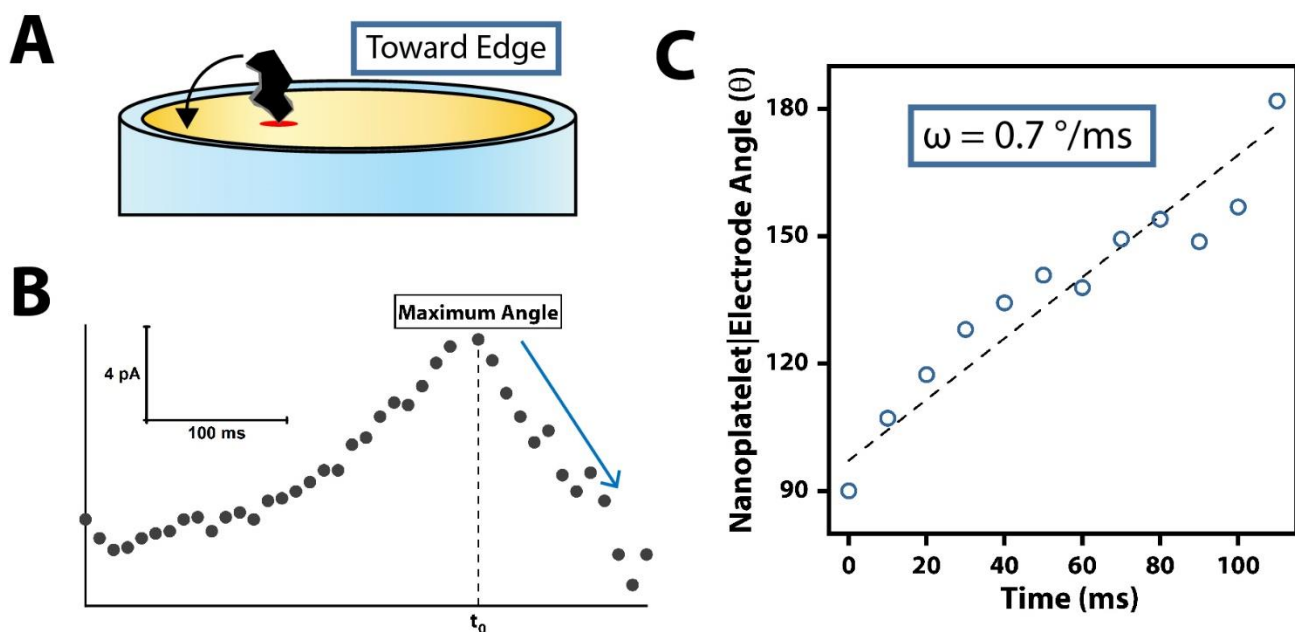 A
Toward Edge
B
Maximum Angle
4 pA
100 ms
t₀
C
Nanoplatelet|Electrode Angle (θ)
180
150
120
90
ω = 0.7 °/ms
0
20
40
60
80
100
Time (ms)